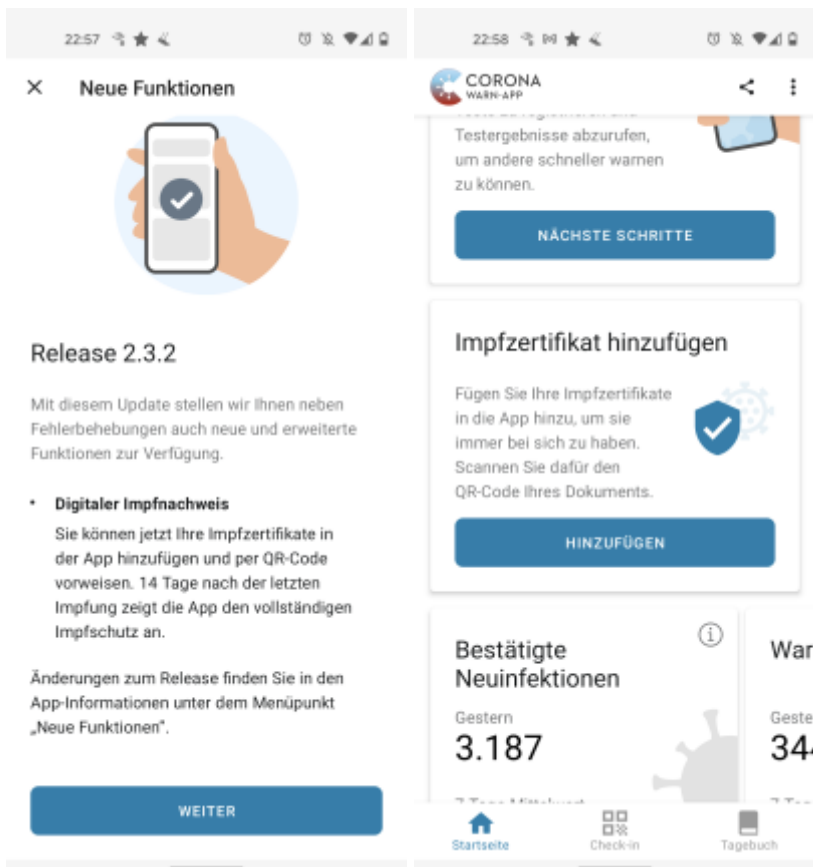 22:57
Neue Funktionen
Release 2.3.2
Mit diesem Update stellen wir Ihnen neben
Fehlerbehebungen auch neue und erweiterte
Funktionen zur Verfügung.
• Digitaler Impfnachweis
Sie können jetzt Ihre Impfzertifikate in
der App hinzufügen und per QR-Code
vorweisen. 14 Tage nach der letzten
Impfung zeigt die App den vollständigen
Impfschutz an.
Änderungen zum Release finden Sie in den
App-Informationen unter dem Menüpunkt
„Neue Funktionen".
WEITER
22:58
CORONA
WARN-APP
Testergebnisse abzurufen,
um andere schneller warnen
zu können.
NÄCHSTE SCHRITTE
Impfzertifikat hinzufügen
Fügen Sie Ihre Impfzertifikate
in die App hinzu, um sie
immer bei sich zu haben.
Scannen Sie dafür den
QR-Code Ihres Dokuments.
HINZUFÜGEN
Bestätigte
Neuinfektionen
Gestern
3.187
War
Geste
344
Startseite
Check-in
Tagebuch